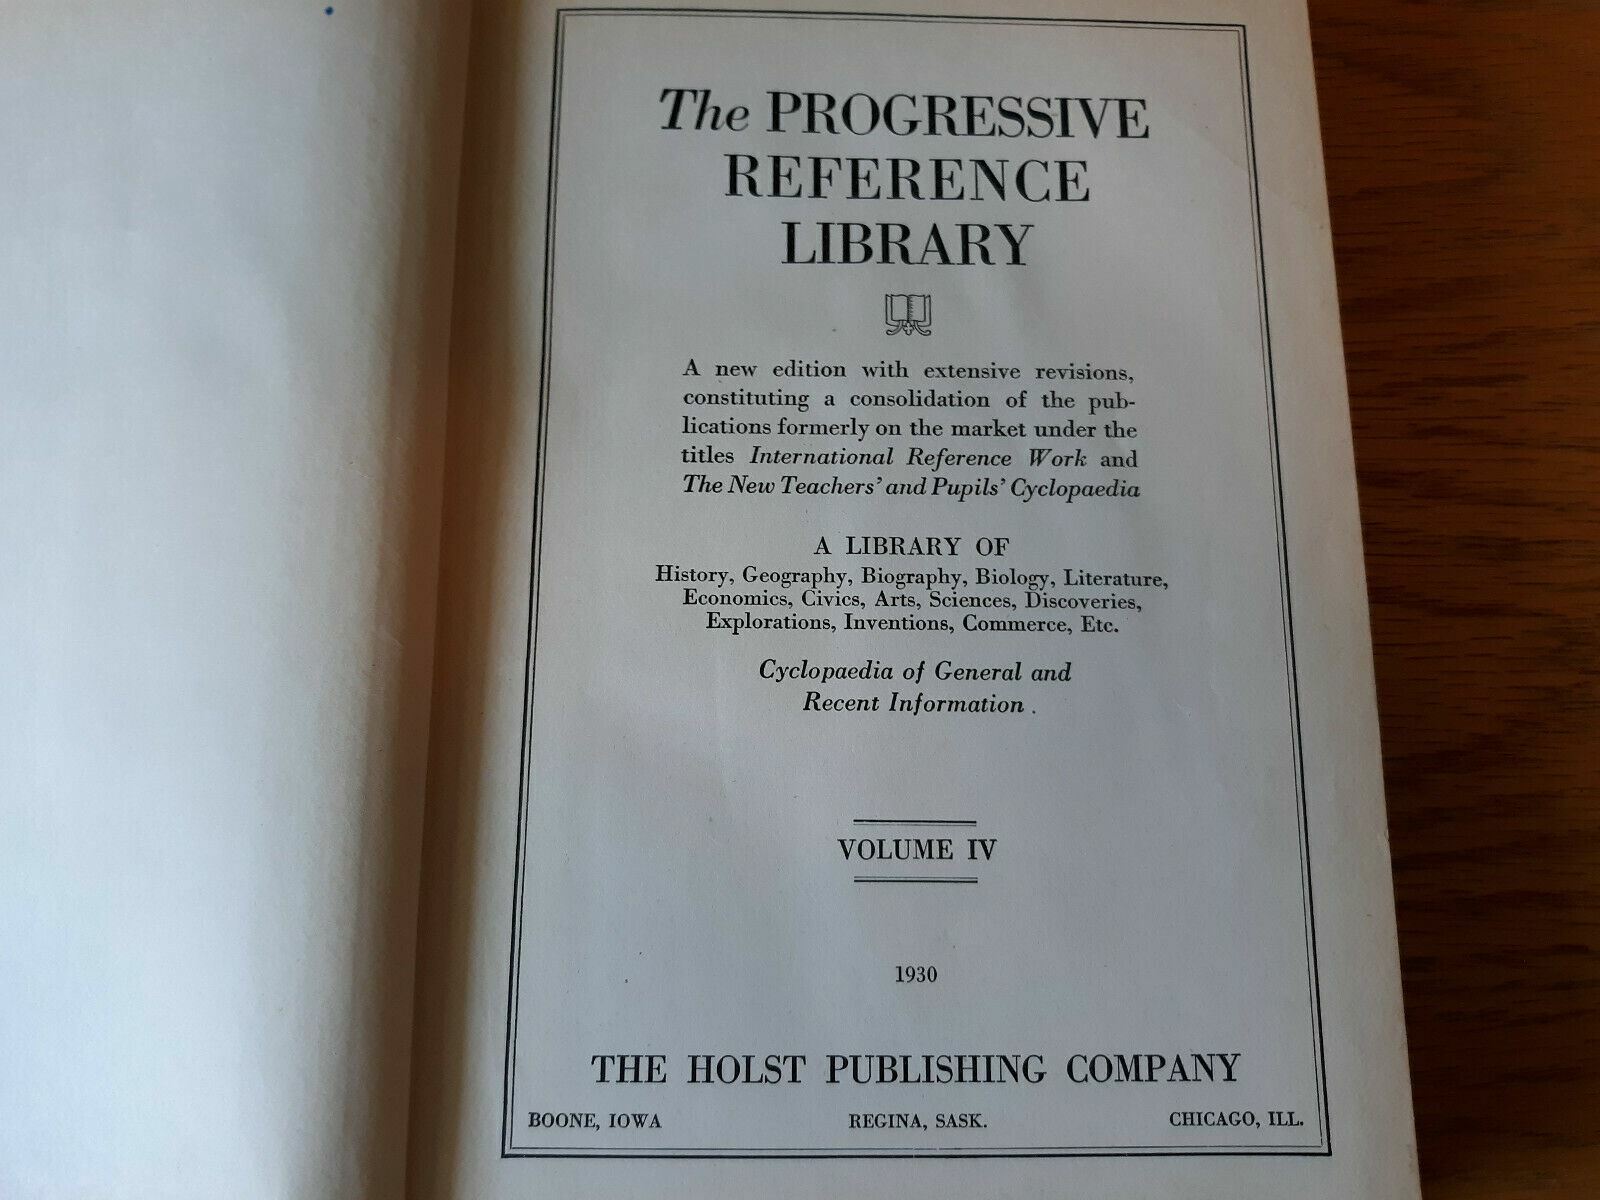 The PROGRESSIVE
REFERENCE
LIBRARY
A new edition with extensive revisions,
constituting a consolidation of the pub-
lications formerly on the market under the
titles International Reference Work and
The New Teachers' and Pupils' Cyclopaedia
A LIBRARY OF
History, Geography, Biography, Biology, Literature,
Economics, Civics, Arts, Sciences, Discoveries,
Explorations, Inventions, Commerce, Etc.
Cyclopaedia of General and
Recent Information.
VOLUME IV
1930
THE HOLST PUBLISHING COMPANY
BOONE, IOWA REGINA, SASK. CHICAGO, ILL.